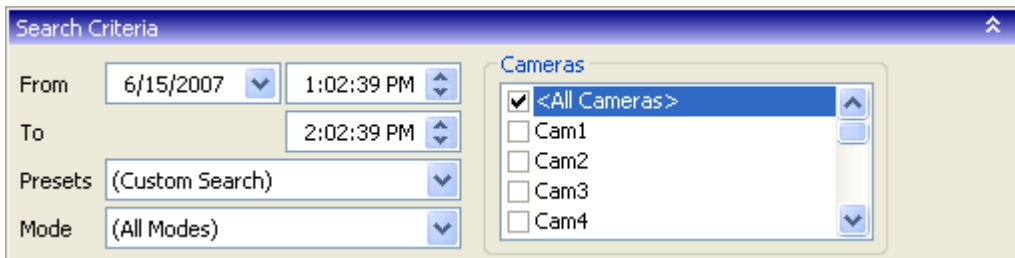 Search Criteria
From 6/15/2007 1:02:39 PM
To 2:02:39 PM
Presets (Custom Search)
Mode (All Modes)
Cameras
<All Cameras>
Cam1
Cam2
Cam3
Cam4